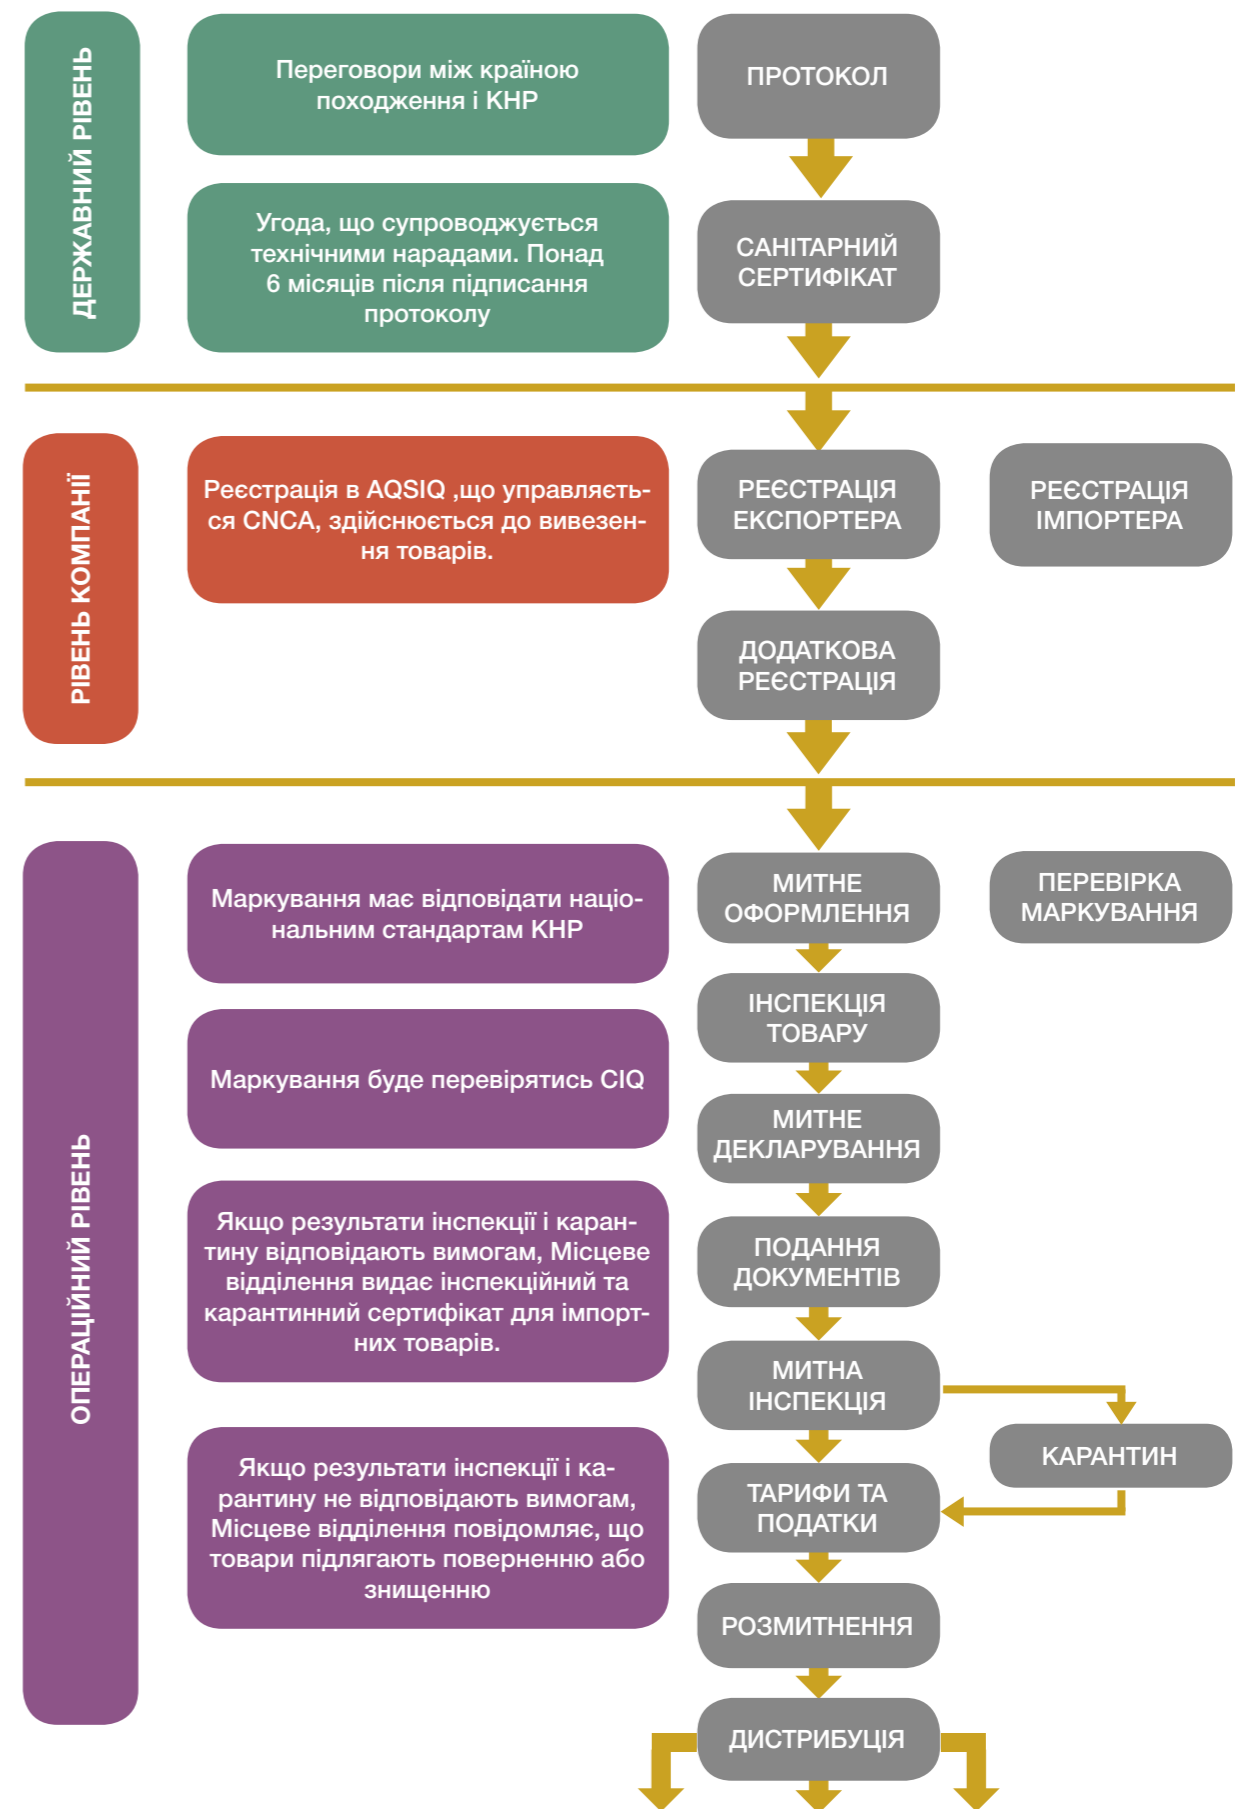 ДЕРЖАВНИЙ РІВЕНЬ
Переговори між країною
походження і КНР
ПРОТОКОЛ
Угода, що супроводжується
технічними нарадами. Понад
6 місяців після підписання
протоколу
САНІТАРНИЙ
СЕРТИФІКАТ
РІВЕНЬ КОМПАНІЇ
Реєстрація в AQSIQ ,що управляєть-
ся CNCA, здійснюється до вивезен-
ня товарів.
РЕЄСТРАЦІЯ
ЕКСПОРТЕРА
РЕЄСТРАЦІЯ
ІМПОРТЕРА
ДОДАТКОВА
РЕЄСТРАЦІЯ
ОПЕРАЦІЙНИЙ РІВЕНЬ
Маркування має відповідати націо-
нальним стандартам КНР
МИТНЕ
ОФОРМЛЕННЯ
ПЕРЕВІРКА
МАРКУВАННЯ
ІНСПЕКЦІЯ
ТОВАРУ
Маркування буде перевірятись CIQ
МИТНЕ
ДЕКЛАРУВАННЯ
Якщо результати інспекції і каран-
тину відповідають вимогам, Місцеве
відділення видає інспекційний та
карантинний сертифікат для імпорт-
них товарів.
ПОДАННЯ
ДОКУМЕНТІВ
МИТНА
ІНСПЕКЦІЯ
КАРАНТИН
Якщо результати інспекції і ка-
рантину не відповідають вимогам,
Місцеве відділення повідомляє, що
товари підлягають поверненню або
знищенню
ТАРИФИ ТА
ПОДАТКИ
РОЗМИТНЕННЯ
ДИСТРИБУЦІЯ